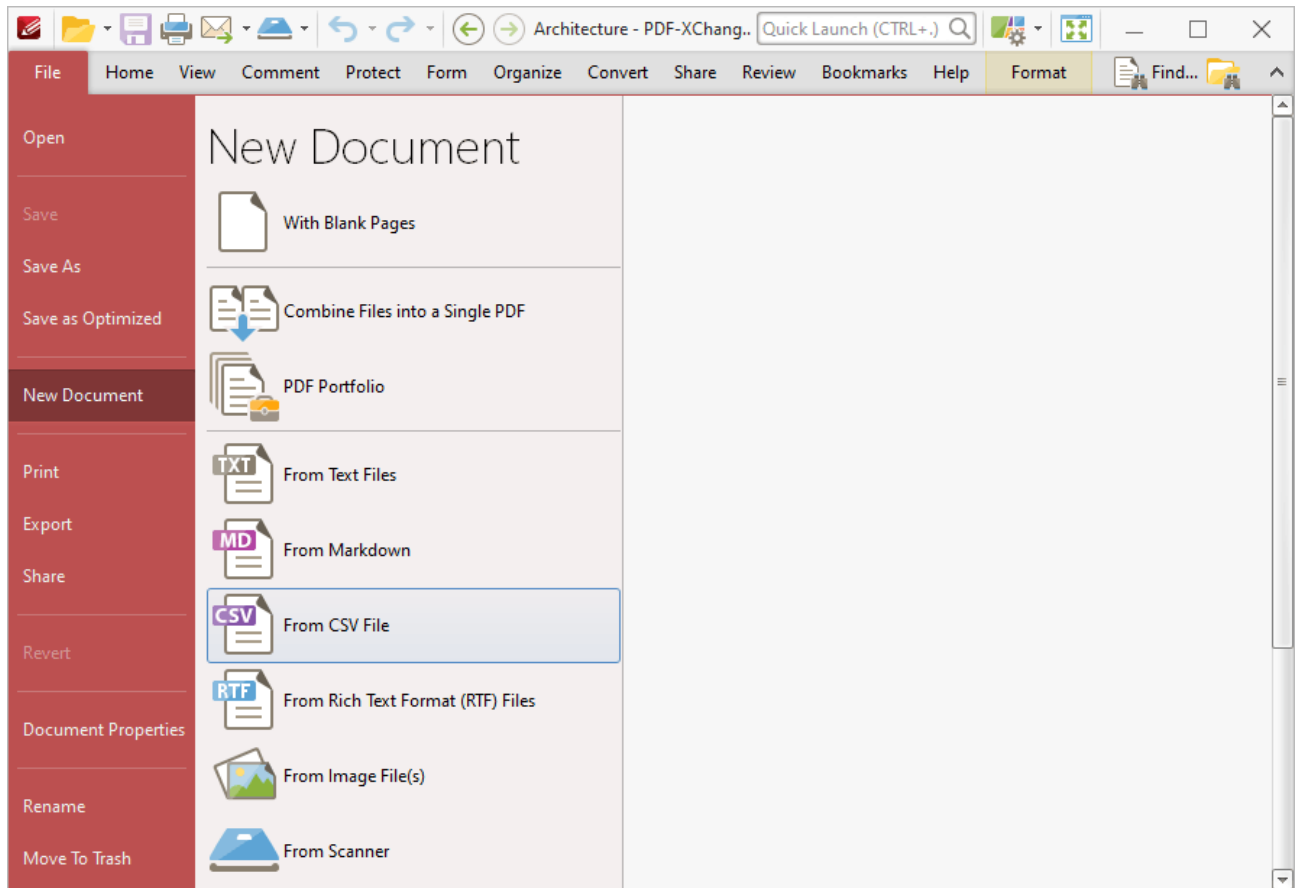 Architecture - PDF-XChang.. Quick Launch (CTRL+.)
File Home View Comment Protect Form Organize Convert Share Review Bookmarks Help Format Find...
Open
Save
Save As
Save as Optimized
New Document
Print
Export
Share
Revert
Document Properties
Rename
Move To Trash
New Document
With Blank Pages
Combine Files into a Single PDF
PDF Portfolio
TXT From Text Files
MD From Markdown
CSV From CSV File
RTF From Rich Text Format (RTF) Files
From Image File(s)
From Scanner